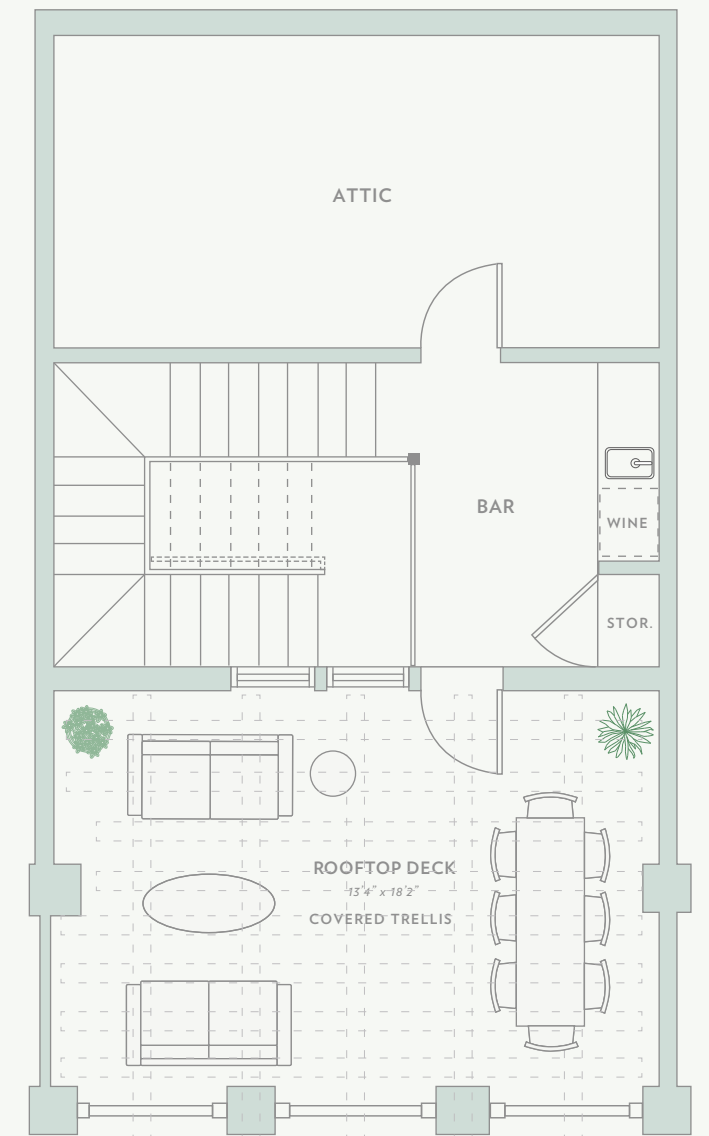 ATTIC
BAR
WINE
STOR.
ROOFTOP DECK
13'4" x 18'2"
COVERED TRELLIS